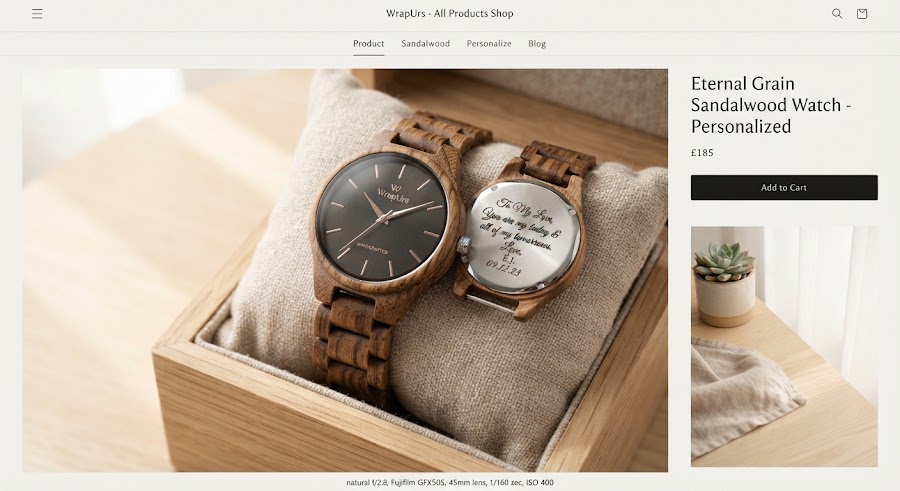 WrapUrs - All Products Shop
Product
Sandalwood
Personalize
Blog
WrapUrs
To My Love,
You are my today &
all of my tomorrows.
Love,
E.J.
09.12.23
Eternal Grain
Sandalwood Watch -
Personalized
£185
Add to Cart
natural f/2.8, Fujifilm GFX50S, 45mm lens, 1/160 zec, ISO 400